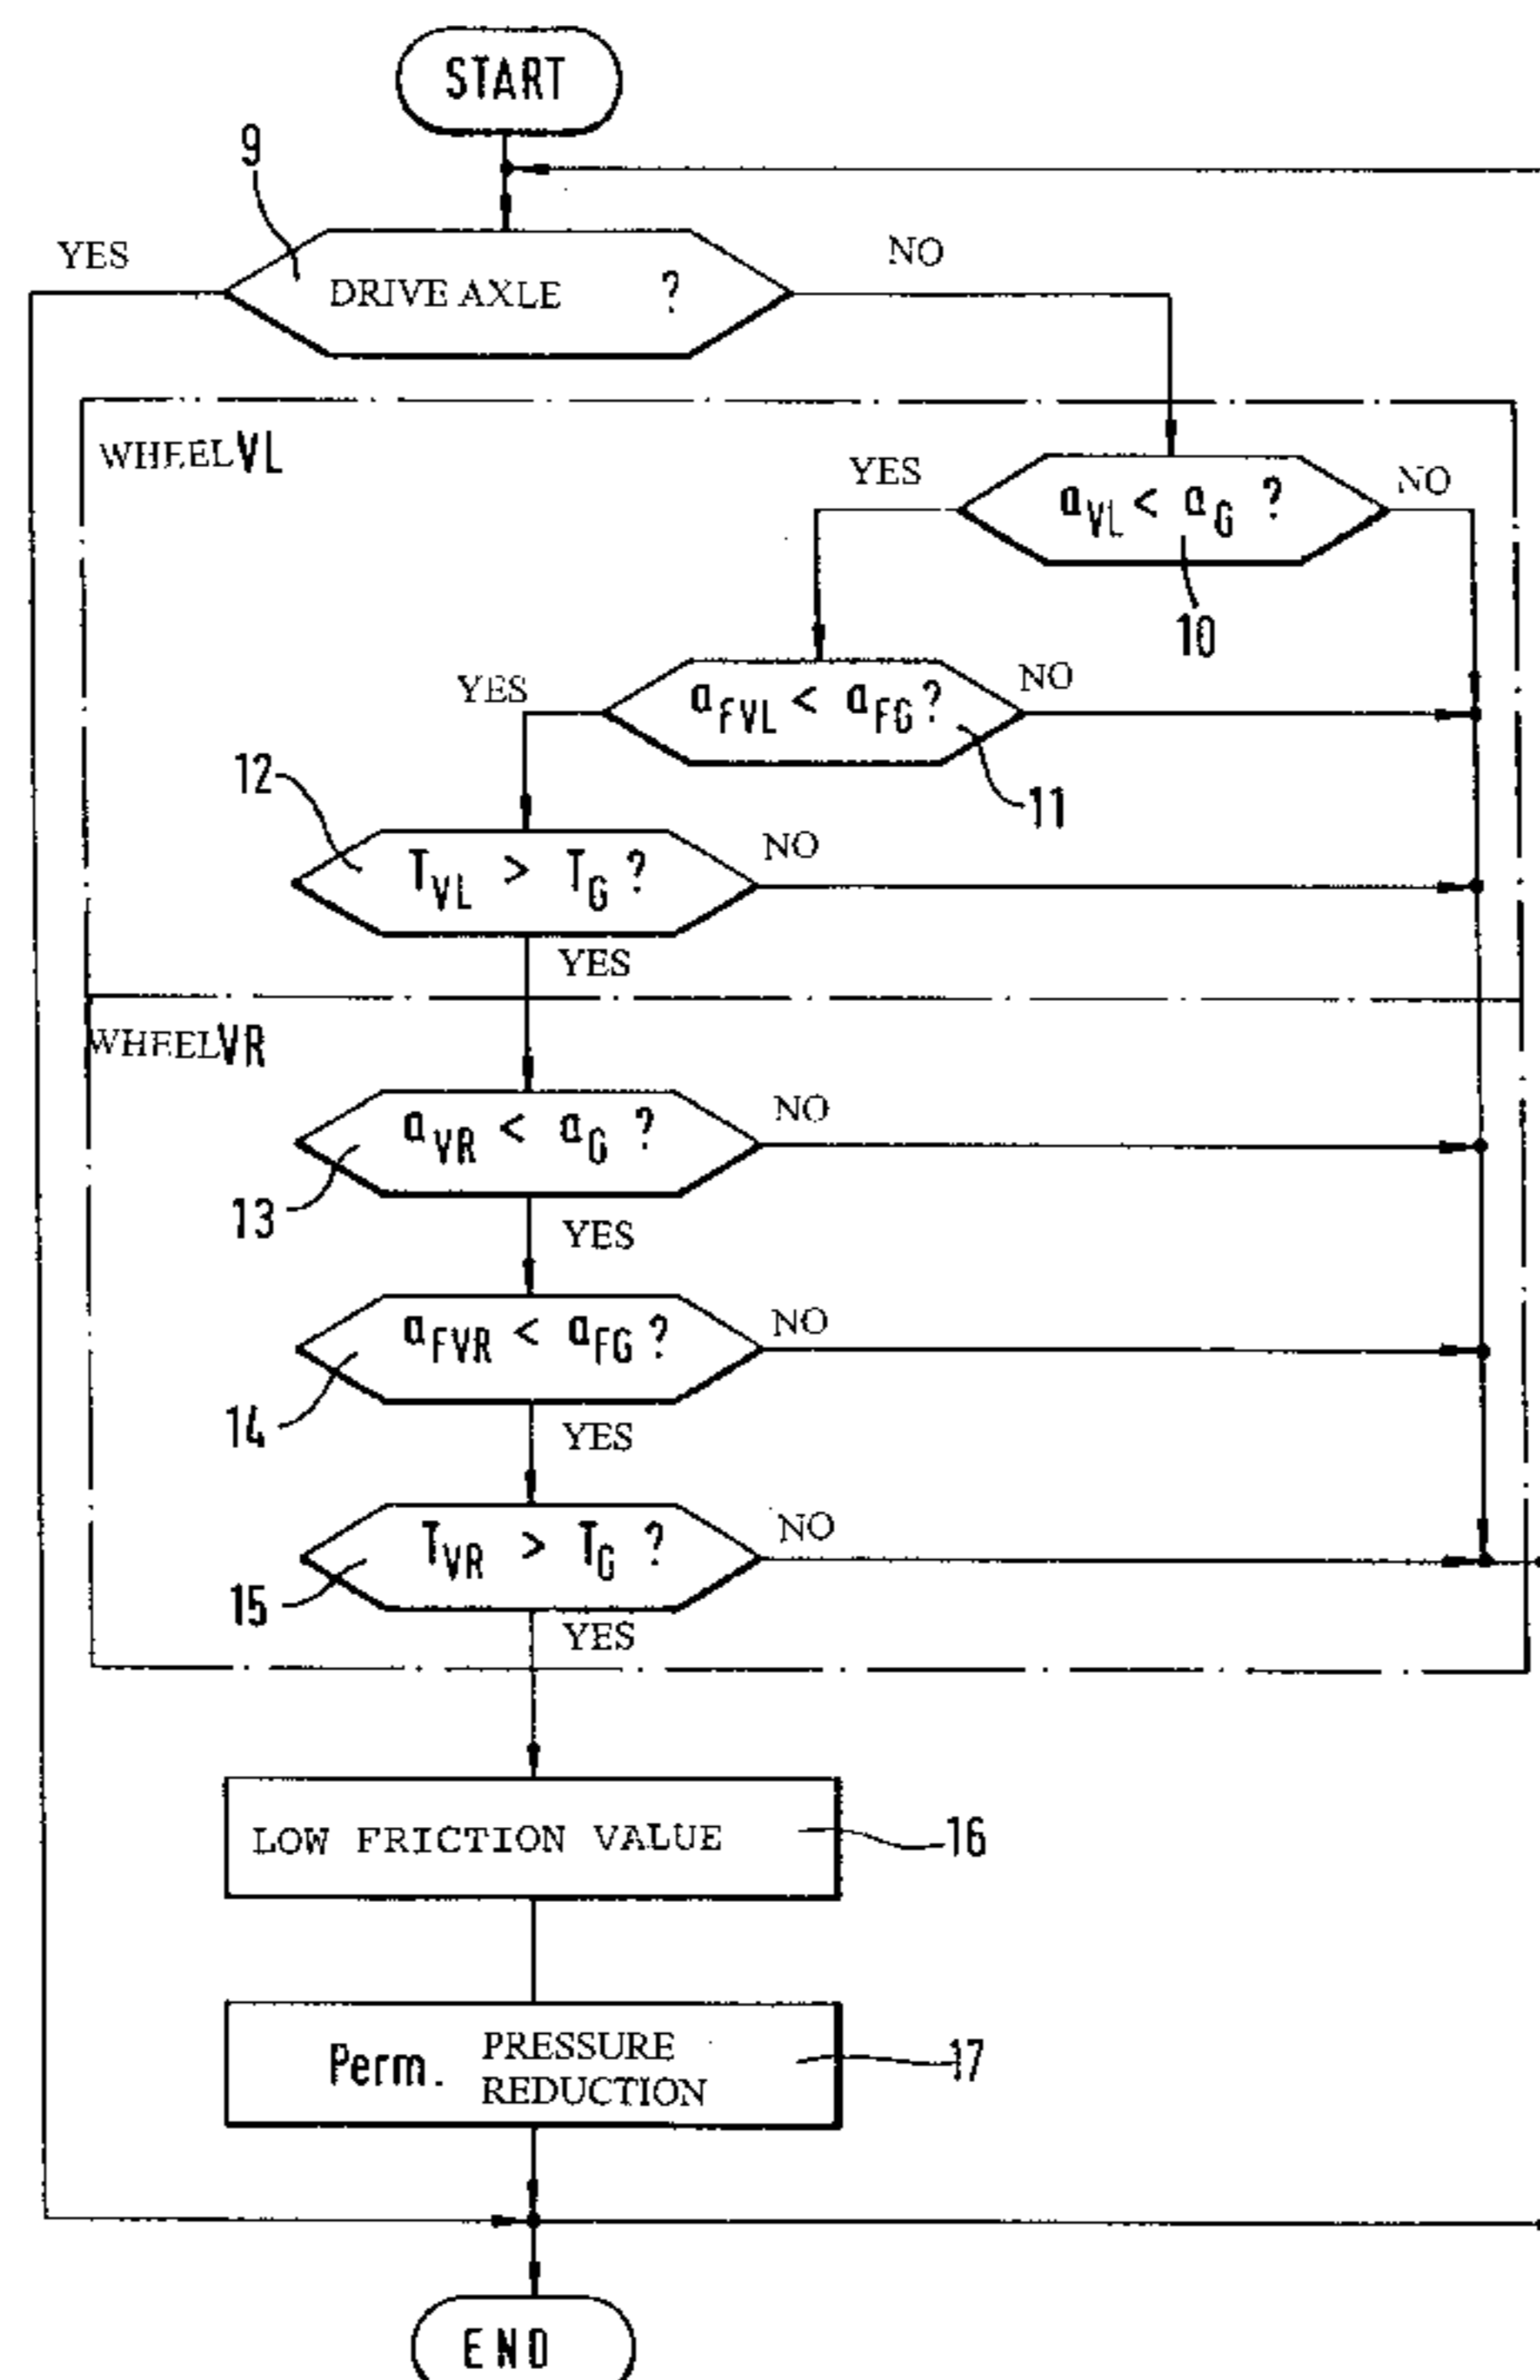 START
9
YES
NO
DRIVE AXLE ?
WHEEL VL
YES
a_VL < a_G ?
NO
10
YES
a_FVL < a_FG ?
NO
11
12
T_VL > T_G ?
NO
YES
WHEEL VR
a_VR < a_G ?
NO
13
YES
a_FVR < a_FG ?
NO
14
YES
T_VR > T_G ?
NO
15
YES
LOW FRICTION VALUE
16
Perm. PRESSURE
REDUCTION
17
END